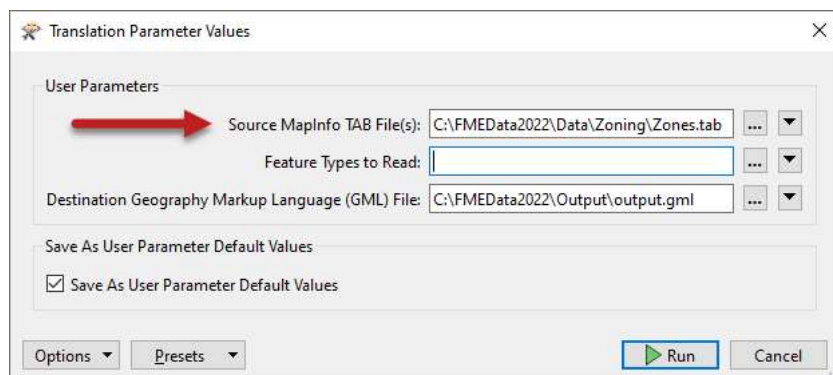 Translation Parameter Values
User Parameters
Source MapInfo TAB File(s): C:\FMEData2022\Data\Zoning\Zones.tab ...
Feature Types to Read: ...
Destination Geography Markup Language (GML) File: C:\FMEData2022\Output\output.gml ...
Save As User Parameter Default Values
Save As User Parameter Default Values
Options Presets Run Cancel